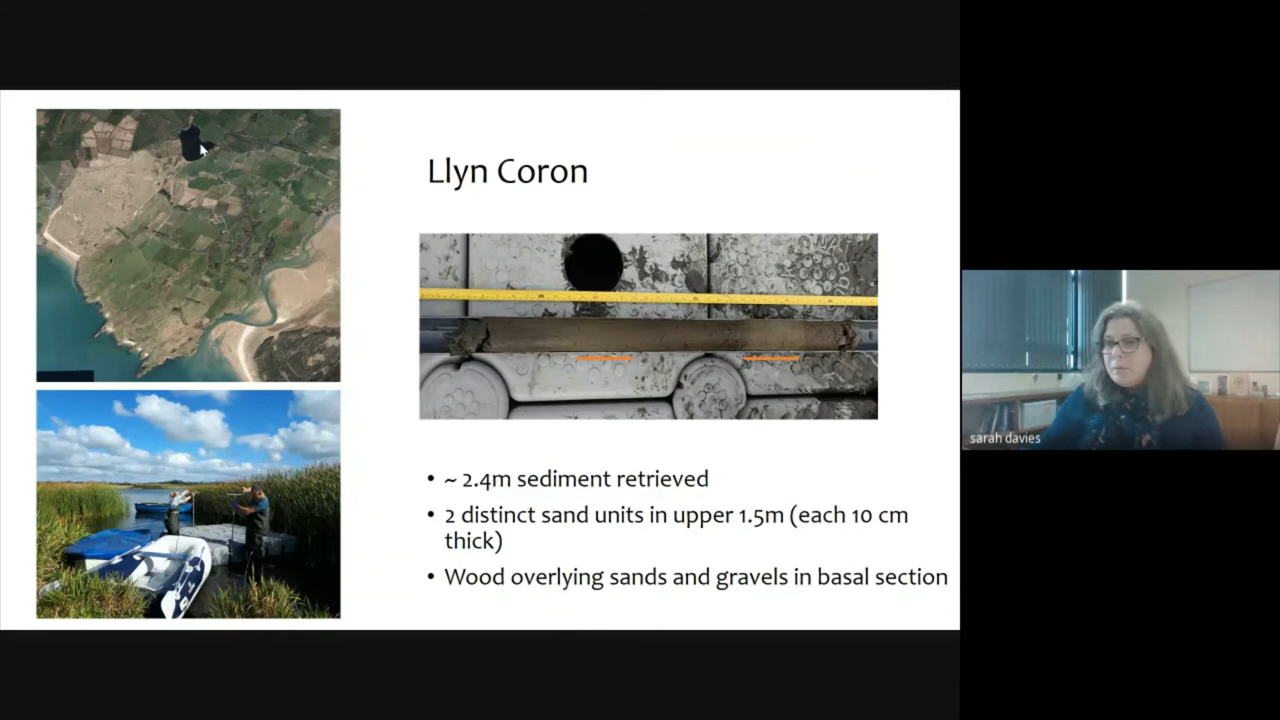 Llyn Coron
• ~ 2.4m sediment retrieved
• 2 distinct sand units in upper 1.5m (each 10 cm
thick)
• Wood overlying sands and gravels in basal section
sarah davies